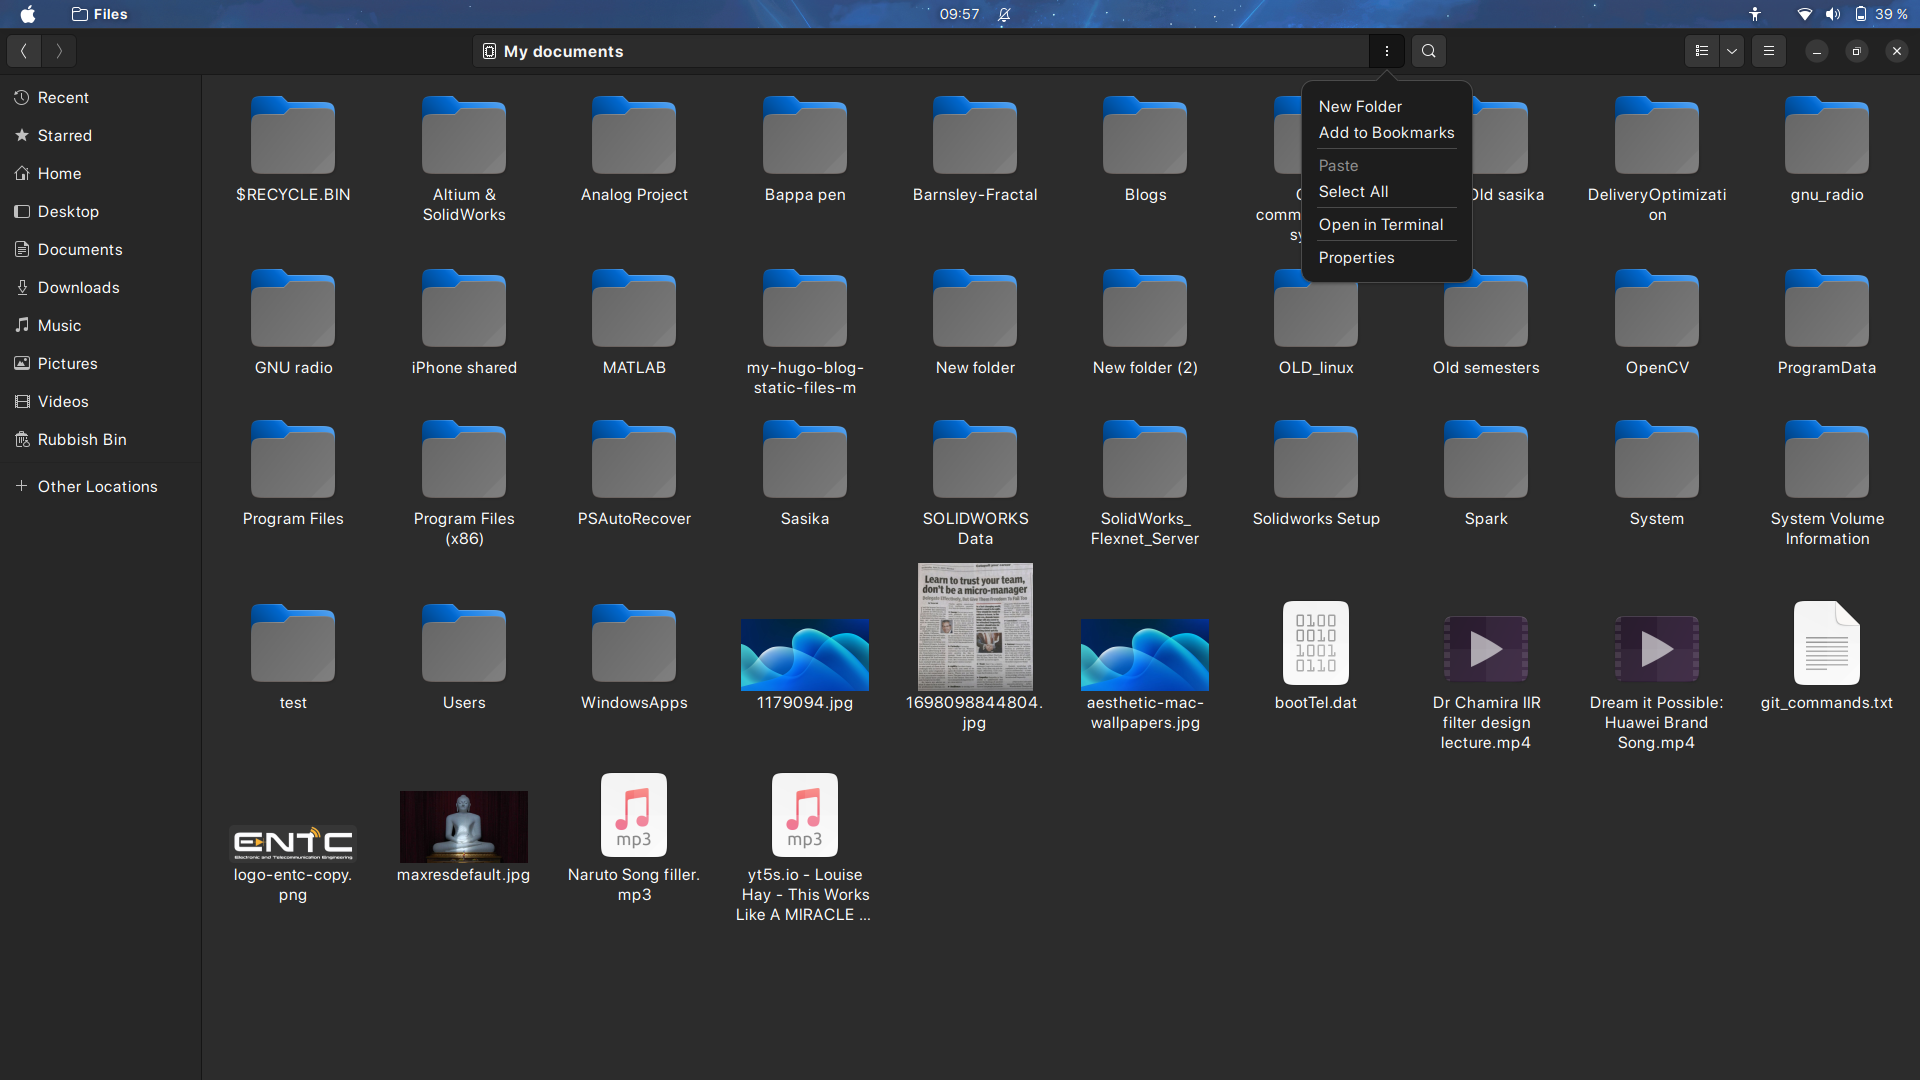 Files
09:57
39 %
My documents
Recent
Starred
Home
Desktop
Documents
Downloads
Music
Pictures
Videos
Rubbish Bin
Other Locations
New Folder
Add to Bookmarks
Paste
Select All
Open in Terminal
Properties
$RECYCLE.BIN
Altium &
SolidWorks
Analog Project
Bappa pen
Barnsley-Fractal
Blogs
Old sasika
DeliveryOptimizati
on
gnu_radio
GNU radio
iPhone shared
MATLAB
my-hugo-blog-
static-files-m
New folder
New folder (2)
OLD_linux
Old semesters
OpenCV
ProgramData
Program Files
Program Files
(x86)
PSAutoRecover
Sasika
SOLIDWORKS
Data
SolidWorks_
Flexnet_Server
Solidworks Setup
Spark
System
System Volume
Information
test
Users
WindowsApps
1179094.jpg
Learn to trust your team,
don't be a micro-manager
1698098844804.
jpg
aesthetic-mac-
wallpapers.jpg
0100
0010
1001
0110
bootTel.dat
Dr Chamira IIR
filter design
lecture.mp4
Dream it Possible:
Huawei Brand
Song.mp4
git_commands.txt
ENTC
Electronic and Telecommunication Engineering
logo-entc-copy.
png
maxresdefault.jpg
mp3
Naruto Song filler.
mp3
mp3
yt5s.io - Louise
Hay - This Works
Like A MIRACLE ...